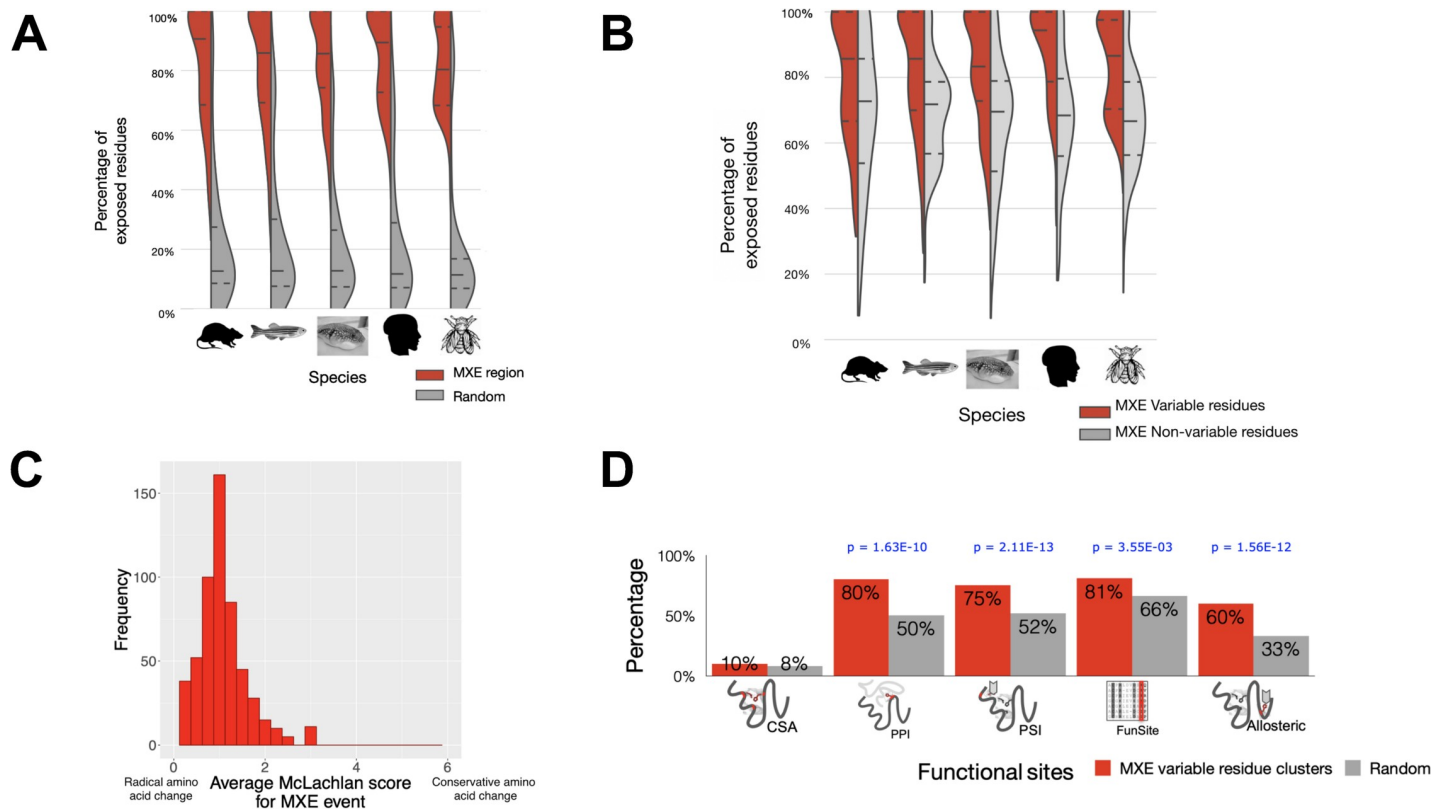 A
100%
80%
60%
40%
20%
0%
Percentage of
exposed residues
Species
MXE region
Random
B
100%
80%
60%
40%
20%
0%
Percentage of
exposed residues
Species
MXE Variable residues
MXE Non-variable residues
C
150
100
50
0
Frequency
0 2 4 6
Radical amino
acid change
Average McLachlan score
for MXE event
Conservative amino
acid change
D
p = 1.63E-10 p = 2.11E-13 p = 3.55E-03 p = 1.56E-12
100%
50%
0%
Percentage
10% 8% 80% 50% 75% 52% 81% 66% 60% 33%
CSA PPI PSI FunSite Allosteric
Functional sites
MXE variable residue clusters
Random